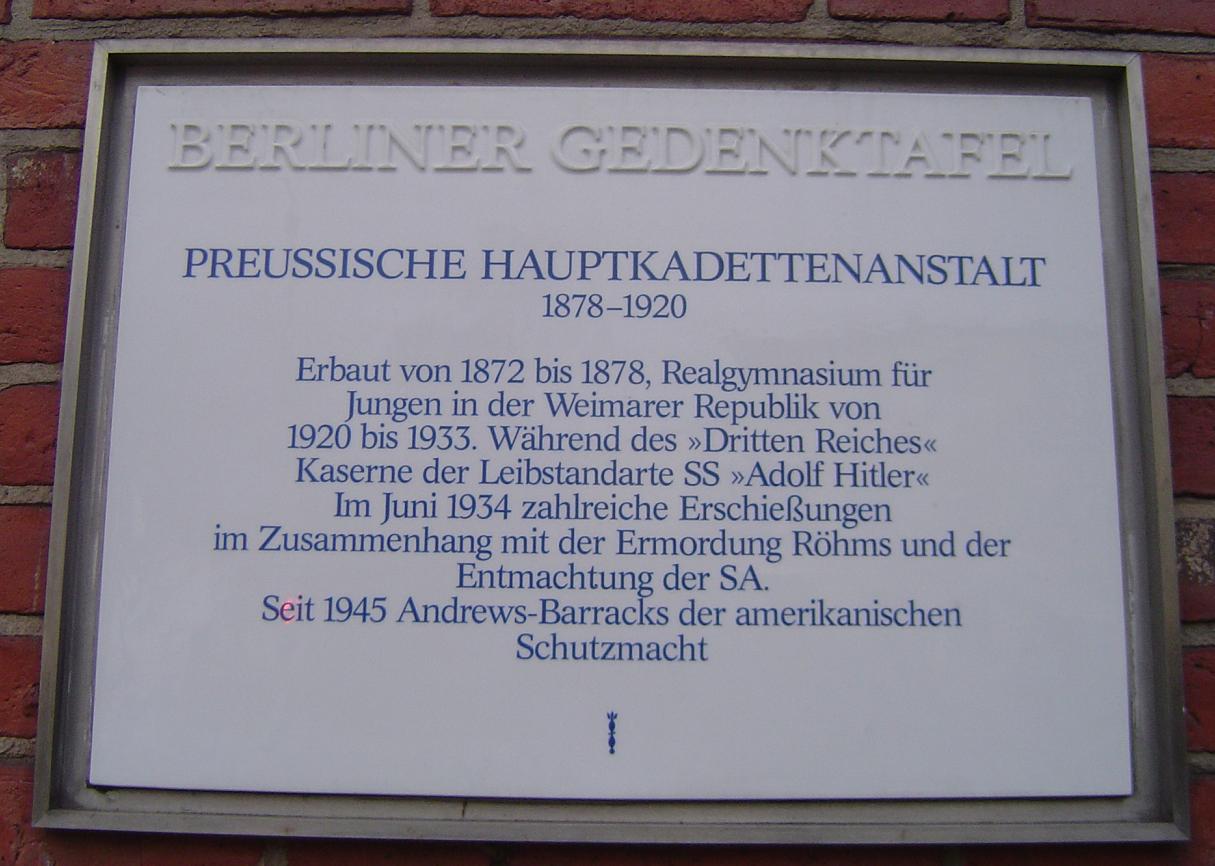 BERLINER GEDENKTAFEL
PREUSSISCHE HAUPTKADETTENANSTALT
1878–1920
Erbaut von 1872 bis 1878, Realgymnasium für
Jungen in der Weimarer Republik von
1920 bis 1933. Während des »Dritten Reiches«
Kaserne der Leibstandarte SS »Adolf Hitler«
Im Juni 1934 zahlreiche Erschießungen
im Zusammenhang mit der Ermordung Röhms und der
Entmachtung der SA.
Seit 1945 Andrews-Barracks der amerikanischen
Schutzmacht